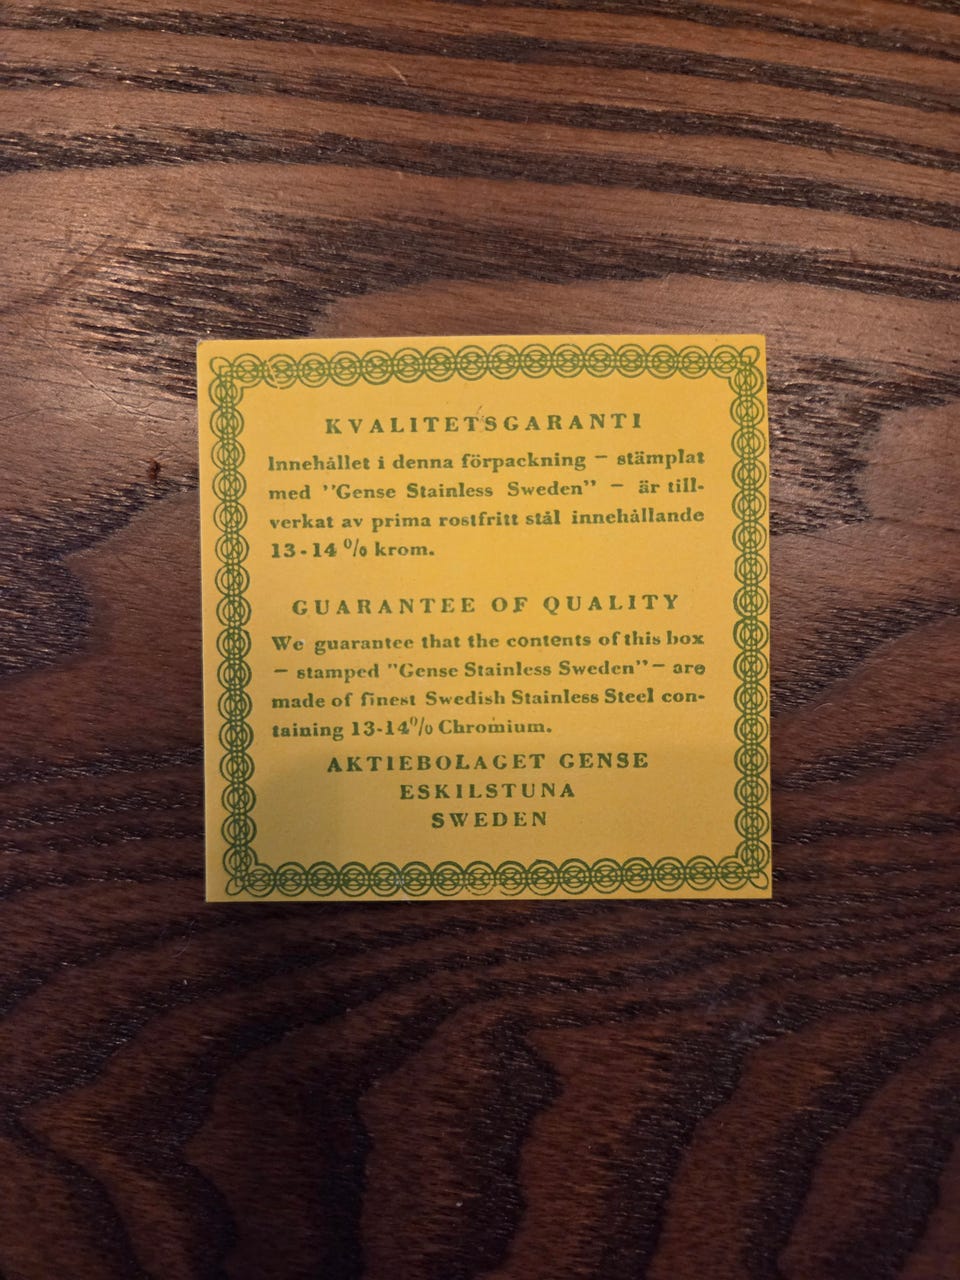 KVALITETSGARANTI
Innehållet i denna förpackning – stämplat
med "Gense Stainless Sweden" – är till-
verkat av prima rostfritt stål innehållande
13-14 % krom.
GUARANTEE OF QUALITY
We guarantee that the contents of this box
– stamped "Gense Stainless Sweden" – are
made of finest Swedish Stainless Steel con-
taining 13-14% Chromium.
AKTIEBOLAGET GENSE
ESKILSTUNA
SWEDEN